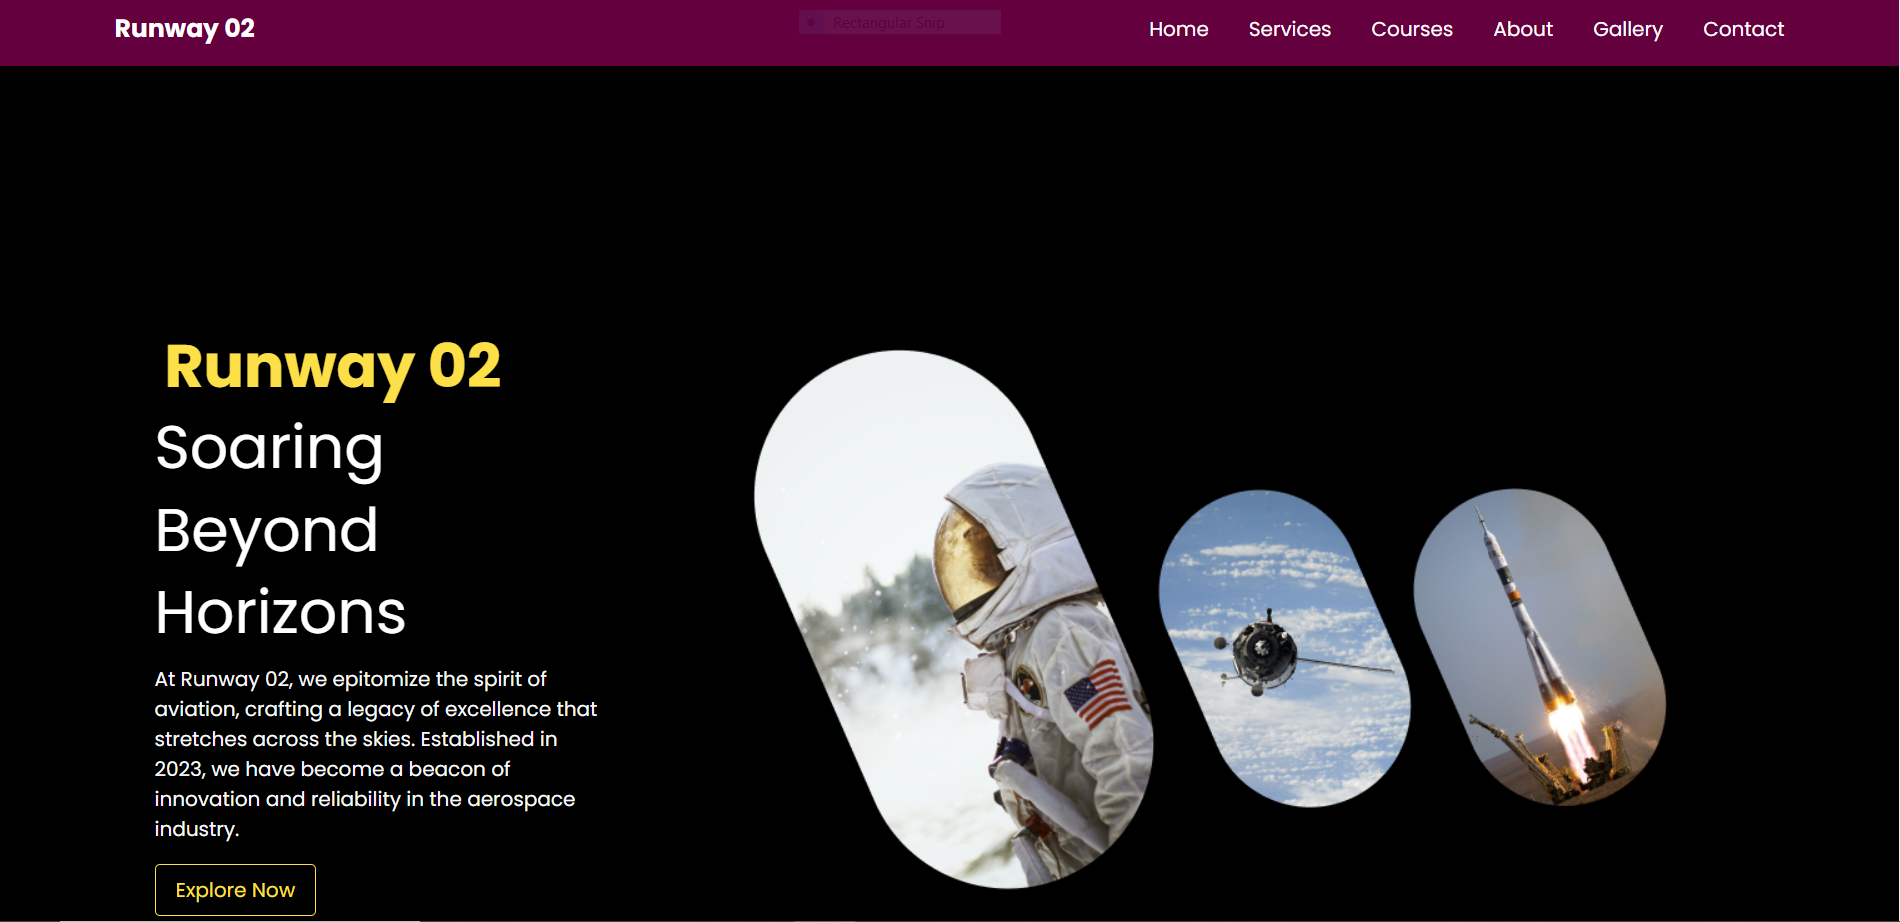 Runway 02
Rectangular Snip
Home Services Courses About Gallery Contact
Runway 02
Soaring
Beyond
Horizons
At Runway 02, we epitomize the spirit of
aviation, crafting a legacy of excellence that
stretches across the skies. Established in
2023, we have become a beacon of
innovation and reliability in the aerospace
industry.
Explore Now